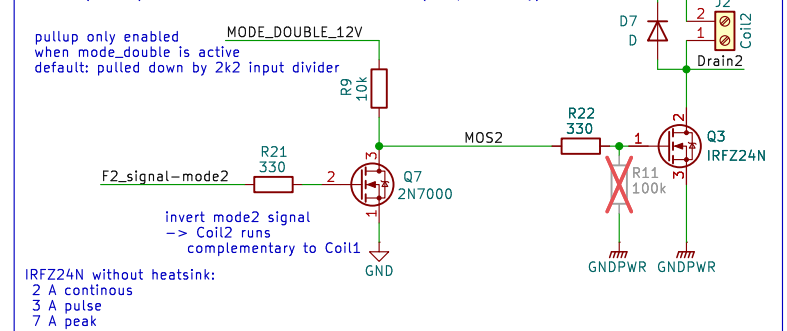 J2
2
1
Coil2
D7
D
Drain2
MODE_DOUBLE_12V
pullup only enabled
when mode_double is active
default: pulled down by 2k2 input divider
R9
10k
R22
330
MOS2
1
2
3
Q3
IRFZ24N
R21
330
F2_signal-mode2
2
3
1
Q7
2N7000
R11
100k
invert mode2 signal
-> Coil2 runs
complementary to Coil1
GND
GNDPWR
GNDPWR
IRFZ24N without heatsink:
2 A continous
3 A pulse
7 A peak